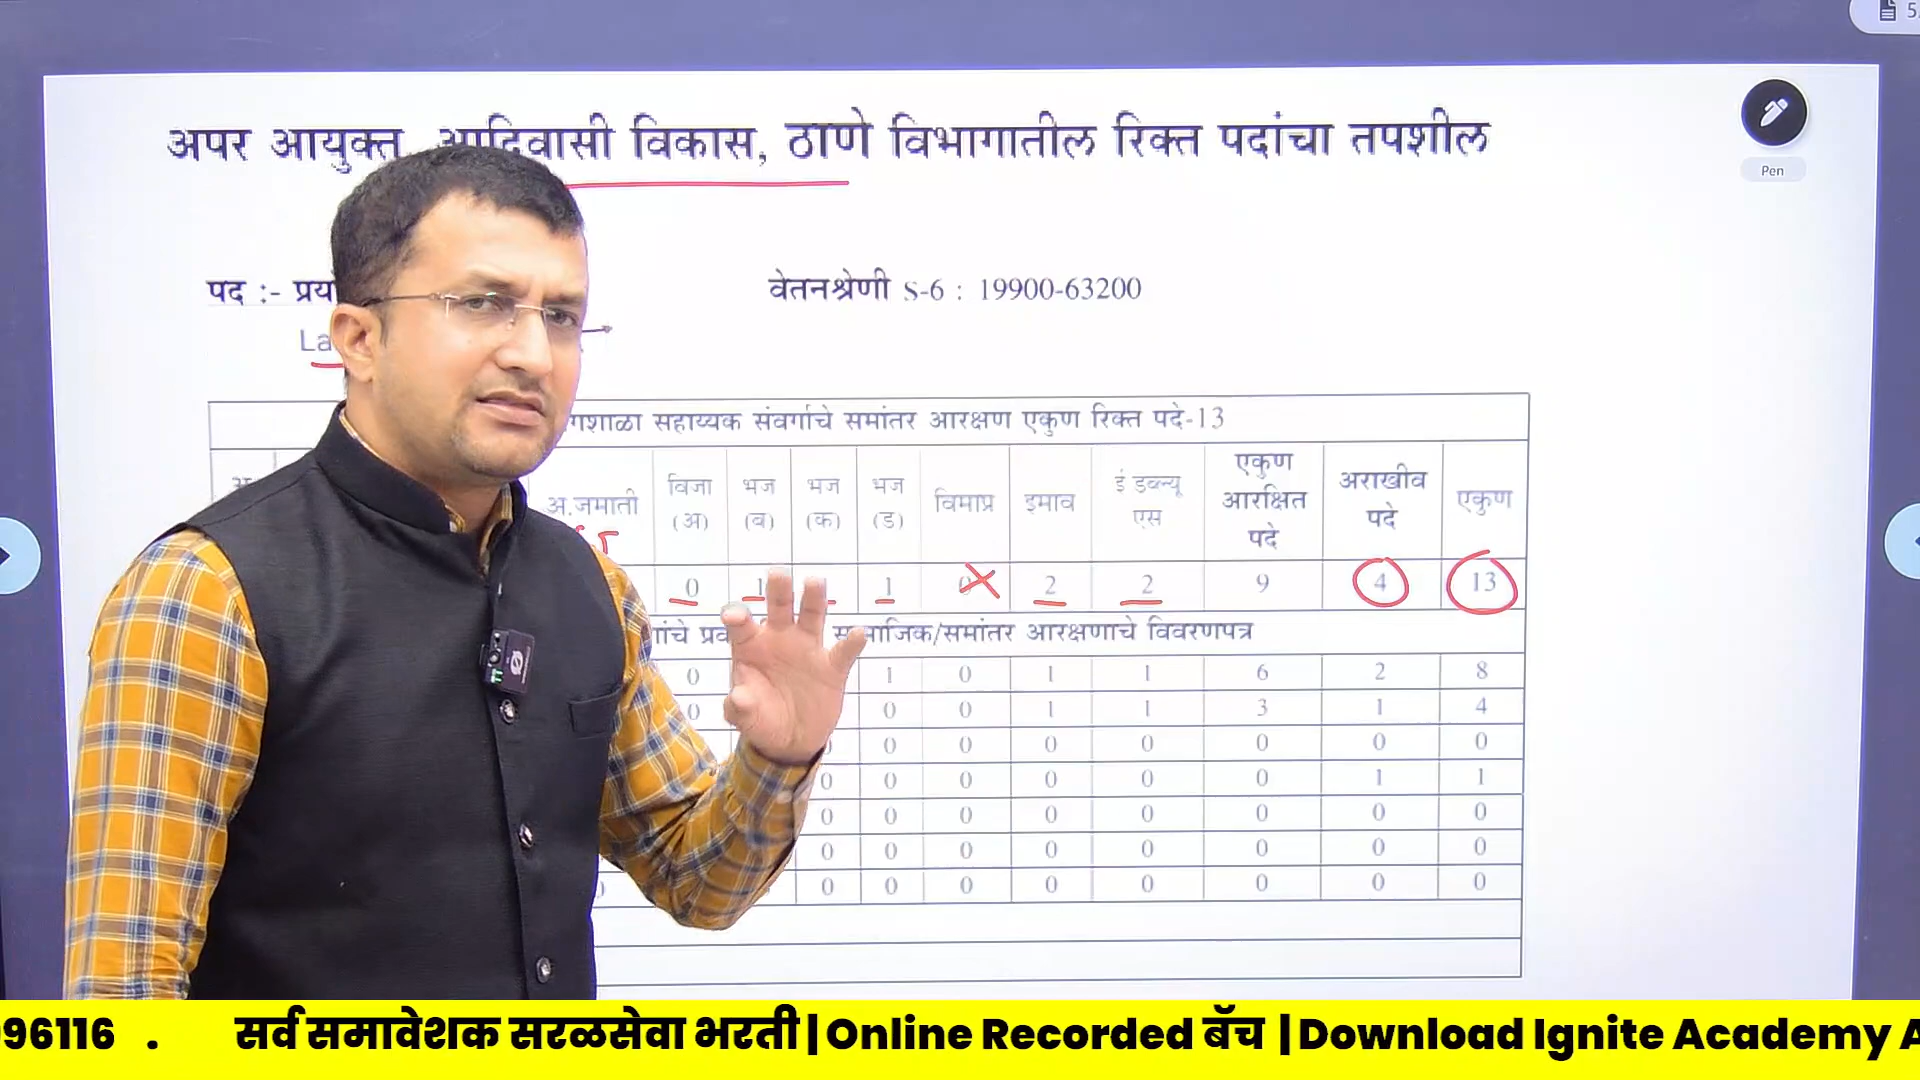 अपर आयुक्त, आदिवासी विकास, ठाणे विभागातील रिक्त पदांचा तपशील
Pen
पद :-
वेतनश्रेणी S-6 : 19900-63200
सहाय्यक संवर्गाचे समांतर आरक्षण एकुण रिक्त पदे-13
अ.जमाती विजा (अ) भज (ब) भज (क) भज (ड) विमाप्र इमाव ई डब्ल्यू एस एकुण आरक्षित पदे अराखीव पदे एकुण
0 1 1 0 2 2 9 4 13
आरक्षणाचे विवरणपत्र
0 1 0 1 1 6 2 8
0 0 0 1 1 3 1 4
0 0 0 0 0 0 0
0 0 0 0 0 0 1 1
0 0 0 0 0 0 0 0
0 0 0 0 0 0 0 0
0 0 0 0 0 0 0 0
96116 . सर्व समावेशक सरळसेवा भरती | Online Recorded बॅच | Download Ignite Academy